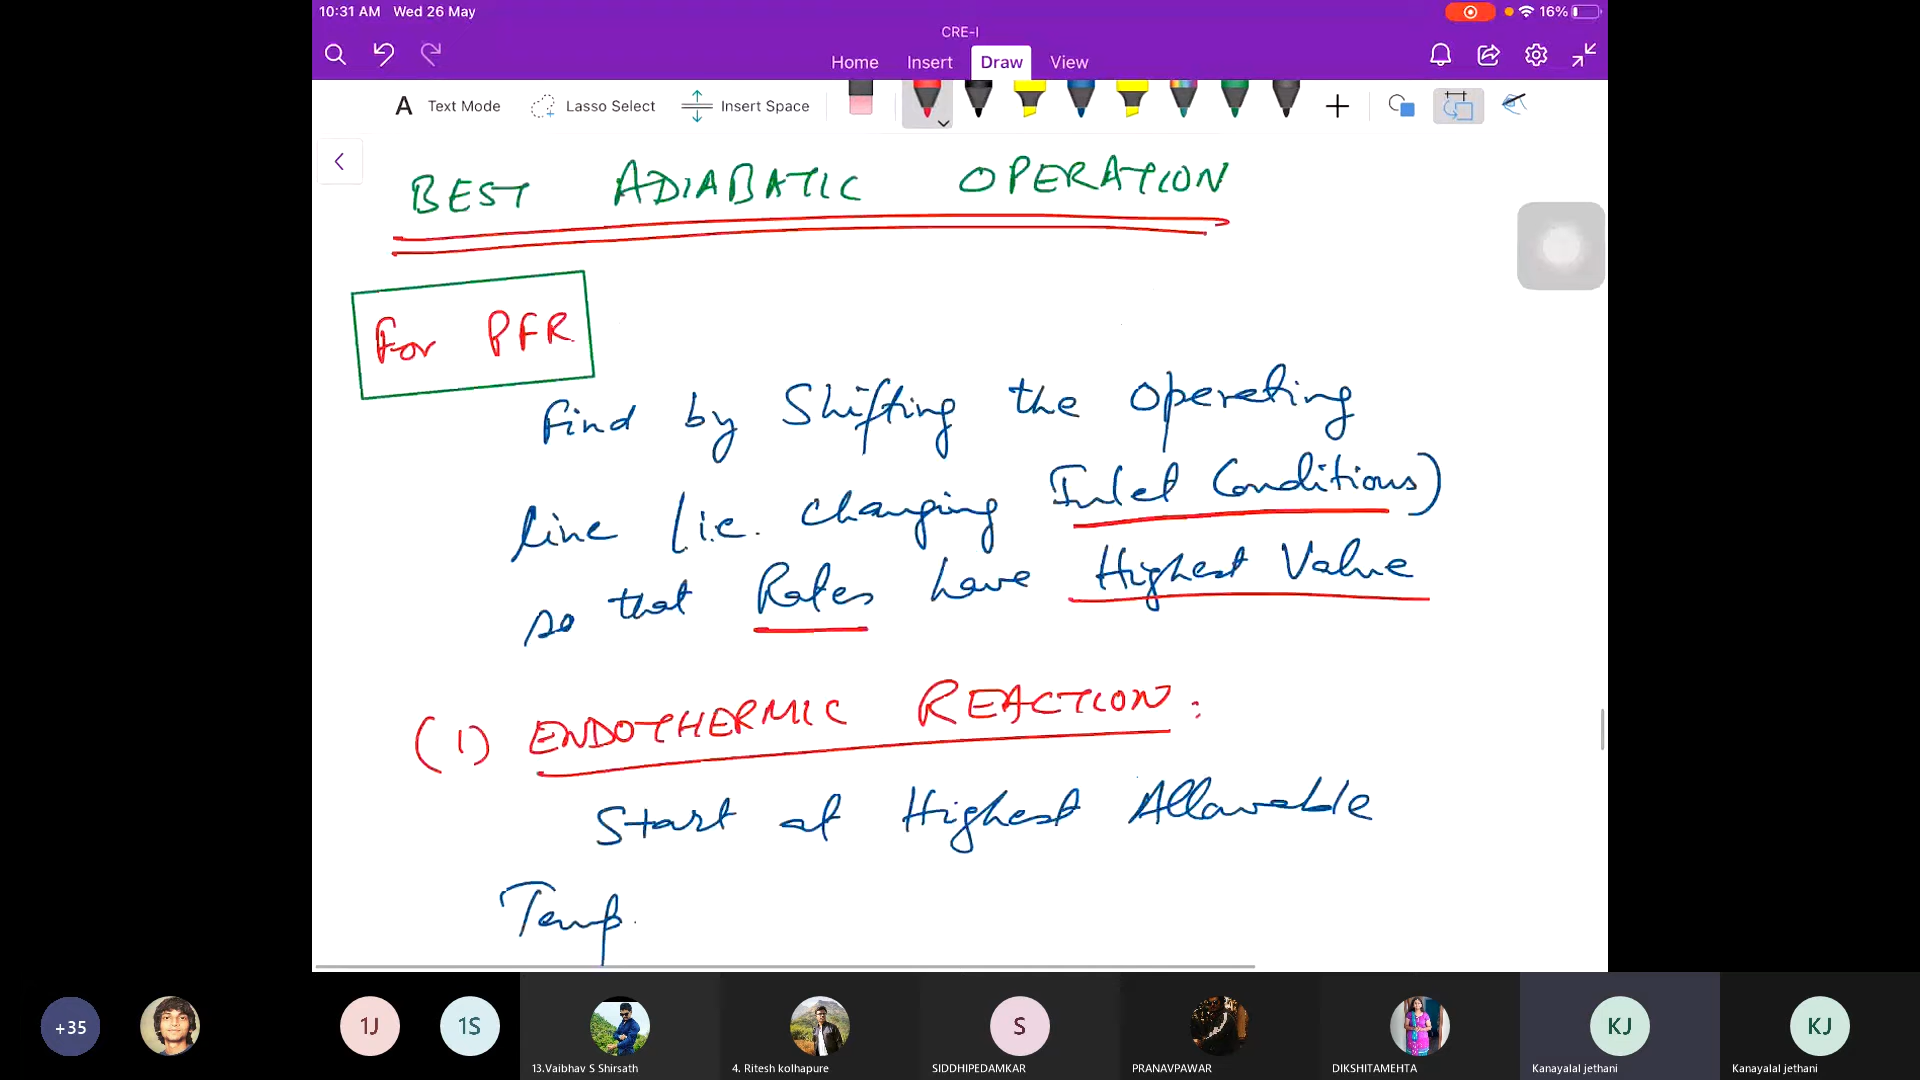 10:31 AM Wed 26 May
16%
CRE-I
Home Insert Draw View
A Text Mode Lasso Select Insert Space
BEST ADIABATIC OPERATION
For PFR
Find by Shifting the Operating
line (i.e. changing Inlet Conditions)
so that Rates have Highest Value
(1) ENDOTHERMIC REACTION:
Start at Highest Allowable
Temp.
+35
1J
1S
S
KJ
KJ
13.Vaibhav S Shirsath
4. Ritesh kolhapure
SIDDHIPEDAMKAR
PRANAVPAWAR
DIKSHITAMEHTA
Kanayalal jethani
Kanayalal jethani